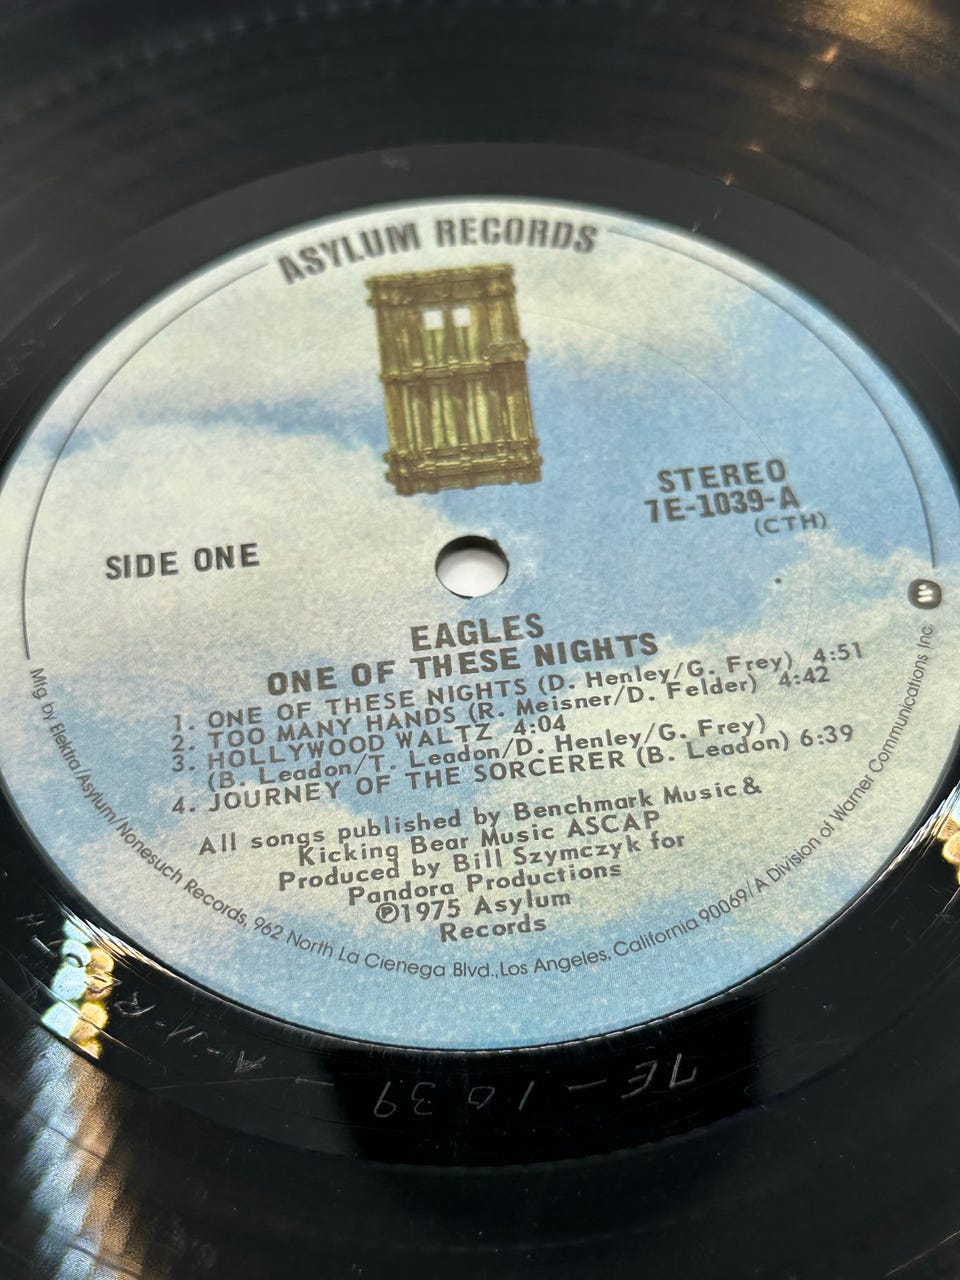 ASYLUM RECORDS
STEREO
7E-1039-A
(CTH)
SIDE ONE
EAGLES
ONE OF THESE NIGHTS
1. ONE OF THESE NIGHTS (D. Henley/G. Frey) 4:51
2. TOO MANY HANDS (R. Meisner/D. Felder) 4:42
3. HOLLYWOOD WALTZ 4:04
(B. Leadon/T. Leadon/D. Henley/G. Frey)
4. JOURNEY OF THE SORCERER (B. Leadon) 6:39
All songs published by Benchmark Music &
Kicking Bear Music ASCAP
Produced by Bill Szymczyk for
Pandora Productions
℗1975 Asylum
Records
Mfg. by Elektra/Asylum/Nonesuch Records, 962 North La Cienega Blvd., Los Angeles, California 90069/A Division of Warner Communications Inc.
7E-1039